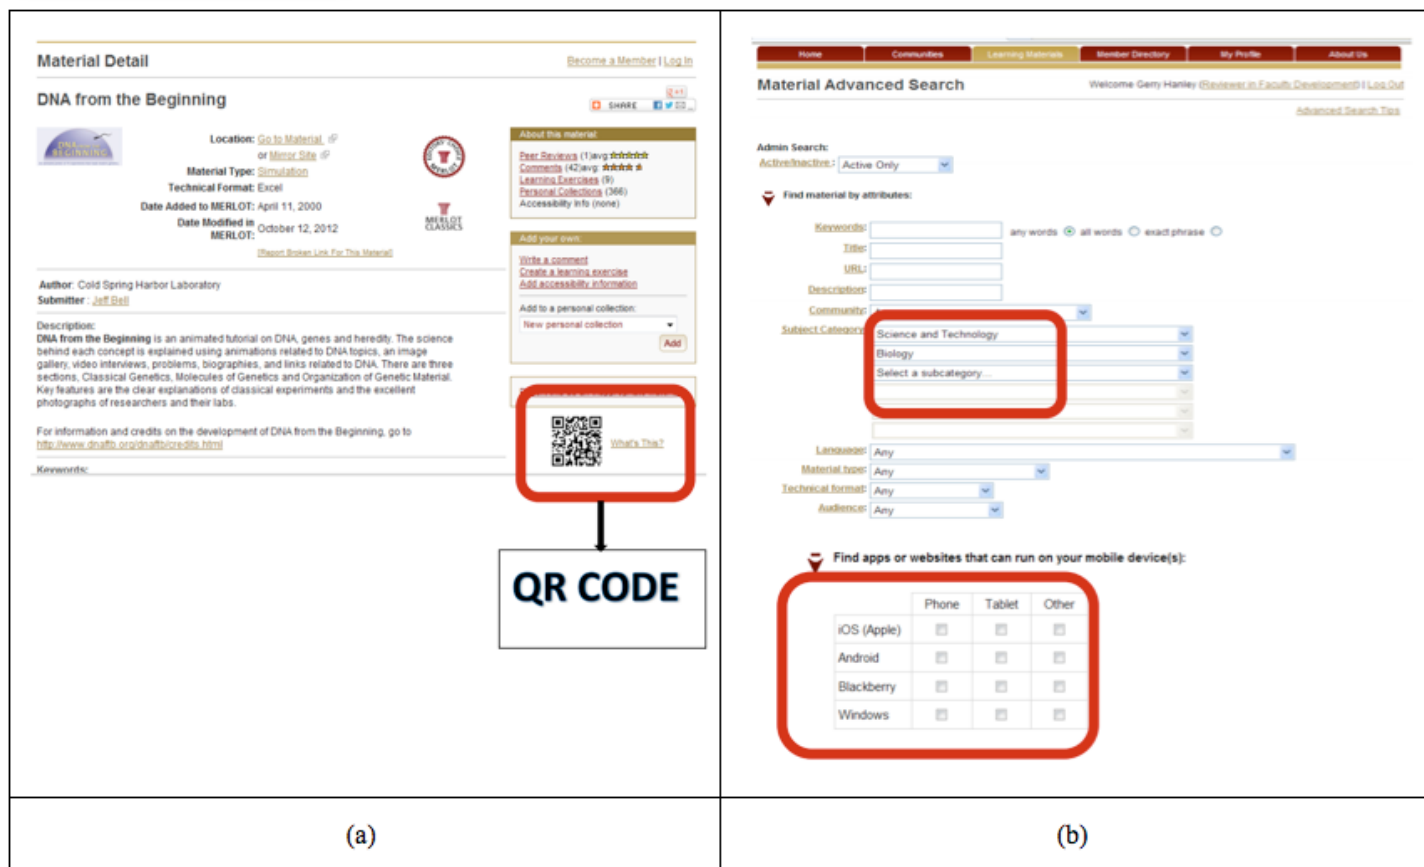 Material Detail
Become a Member | Log In
DNA from the Beginning
+1
SHARE
DNA from the
BEGINNING
Location: Go to Material
or Mirror Site
Material Type: Simulation
Technical Format: Excel
Date Added to MERLOT: April 11, 2000
Date Modified in
MERLOT: October 12, 2012
[Report Broken Link For This Material]
EDITORS' CHOICE
MERLOT
MERLOT
CLASSICS
About this material:
Peer Reviews (1)avg:
Comments (42)avg:
Learning Exercises (9)
Personal Collections (366)
Accessibility Info (none)
Add your own:
Write a comment
Create a learning exercise
Add accessibility information
Add to a personal collection:
New personal collection
Add
Author: Cold Spring Harbor Laboratory
Submitter : Jeff Bell
Description:
DNA from the Beginning is an animated tutorial on DNA, genes and heredity. The science
behind each concept is explained using animations related to DNA topics, an image
gallery, video interviews, problems, biographies, and links related to DNA. There are three
sections, Classical Genetics, Molecules of Genetics and Organization of Genetic Material.
Key features are the clear explanations of classical experiments and the excellent
photographs of researchers and their labs.
For information and credits on the development of DNA from the Beginning, go to
http://www.dnaftb.org/dnaftb/credits.html
Keywords:
What's This?
QR CODE
(a)
Home
Communities
Learning Materials
Member Directory
My Profile
About Us
Material Advanced Search
Welcome Gerry Hanley (Reviewer in Faculty Development) | Log Out
Advanced Search Tips
Admin Search:
Active/Inactive: Active Only
Find material by attributes:
Keywords: any words all words exact phrase
Title:
URL:
Description:
Community:
Subject Category: Science and Technology
Biology
Select a subcategory...
Language: Any
Material type: Any
Technical format: Any
Audience: Any
Find apps or websites that can run on your mobile device(s):
Phone Tablet Other
iOS (Apple)
Android
Blackberry
Windows
(b)